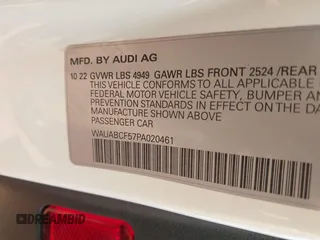 MFD. BY AUDI AG
10.22 GVWR LBS 4949 GAWR LBS FRONT 2524 /REAR
THIS VEHICLE CONFORMS TO ALL APPLICABLE
FEDERAL MOTOR VEHICLE SAFETY, BUMPER, AND
PREVENTION STANDARDS IN EFFECT ON THE DA
MANUFACTURE SHOWN ABOVE
PASSENGER CAR
WAUABCF57PA020461
DREAMBID